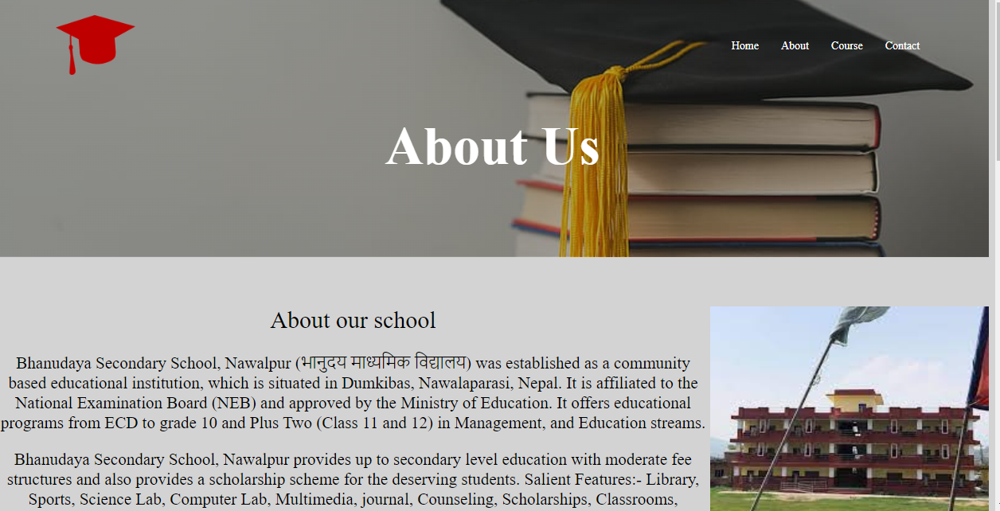 Home About Course Contact
About Us
About our school
Bhanudaya Secondary School, Nawalpur (भानुदय माध्यमिक विद्यालय) was established as a community
based educational institution, which is situated in Dumkibas, Nawalaparasi, Nepal. It is affiliated to the
National Examination Board (NEB) and approved by the Ministry of Education. It offers educational
programs from ECD to grade 10 and Plus Two (Class 11 and 12) in Management, and Education streams.
Bhanudaya Secondary School, Nawalpur provides up to secondary level education with moderate fee
structures and also provides a scholarship scheme for the deserving students. Salient Features:- Library,
Sports, Science Lab, Computer Lab, Multimedia, journal, Counseling, Scholarships, Classrooms,